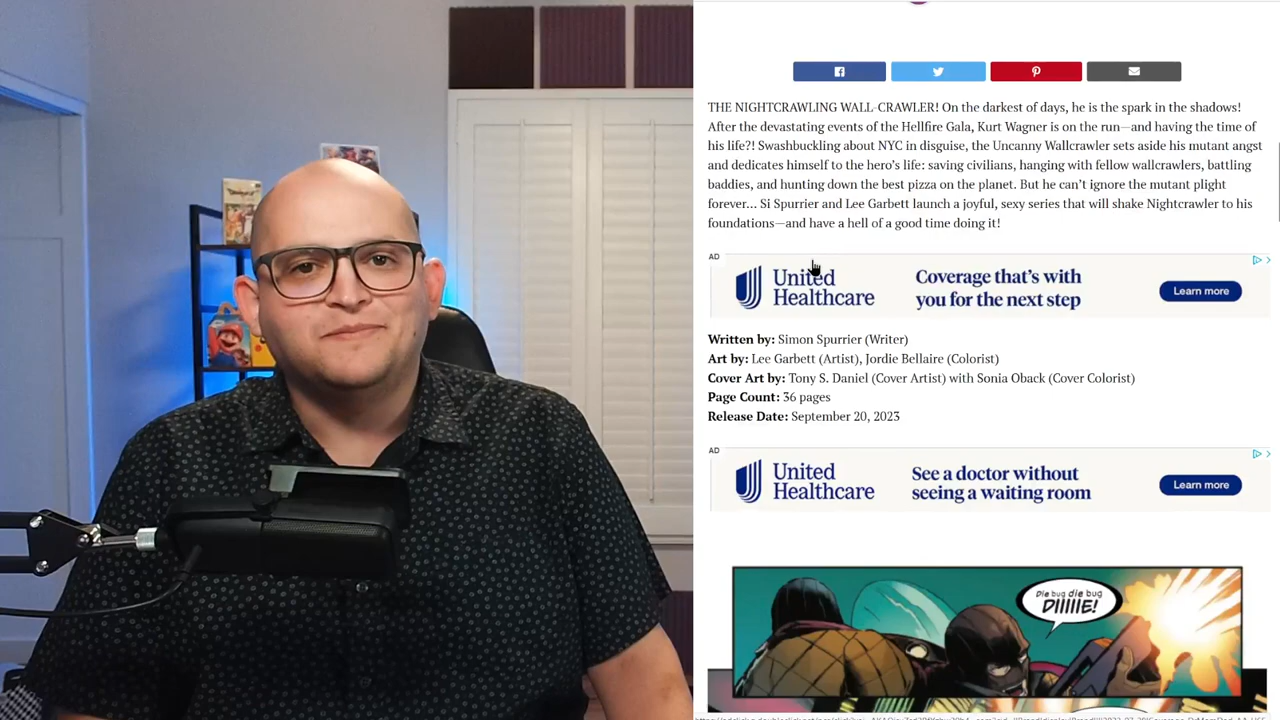 THE NIGHTCRAWLING WALL-CRAWLER! On the darkest of days, he is the spark in the shadows!
After the devastating events of the Hellfire Gala, Kurt Wagner is on the run—and having the time of
his life?! Swashbuckling about NYC in disguise, the Uncanny Wallcrawler sets aside his mutant angst
and dedicates himself to the hero's life: saving civilians, hanging with fellow wallcrawlers, battling
baddies, and hunting down the best pizza on the planet. But he can't ignore the mutant plight
forever… Si Spurrier and Lee Garbett launch a joyful, sexy series that will shake Nightcrawler to his
foundations—and have a hell of a good time doing it!
AD
United
Healthcare
Coverage that's with
you for the next step
Learn more
Written by: Simon Spurrier (Writer)
Art by: Lee Garbett (Artist), Jordie Bellaire (Colorist)
Cover Art by: Tony S. Daniel (Cover Artist) with Sonia Oback (Cover Colorist)
Page Count: 36 pages
Release Date: September 20, 2023
AD
United
Healthcare
See a doctor without
seeing a waiting room
Learn more
Die bug die bug
DIIIIE!